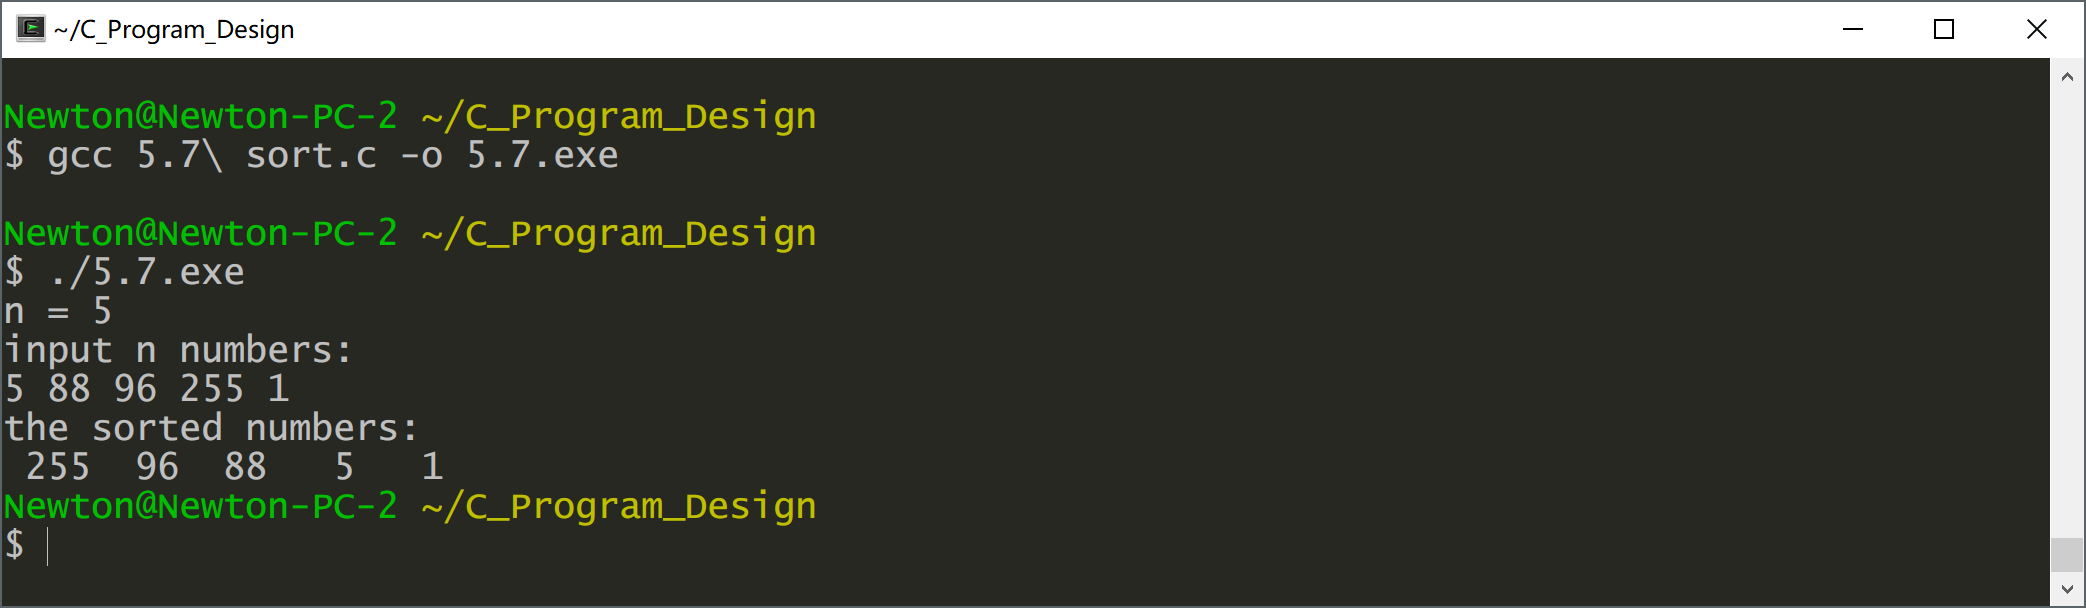 ~/C_Program_Design
Newton@Newton-PC-2 ~/C_Program_Design
$ gcc 5.7\ sort.c -o 5.7.exe
Newton@Newton-PC-2 ~/C_Program_Design
$ ./5.7.exe
n = 5
input n numbers:
5 88 96 255 1
the sorted numbers:
 255  96  88   5   1
Newton@Newton-PC-2 ~/C_Program_Design
$